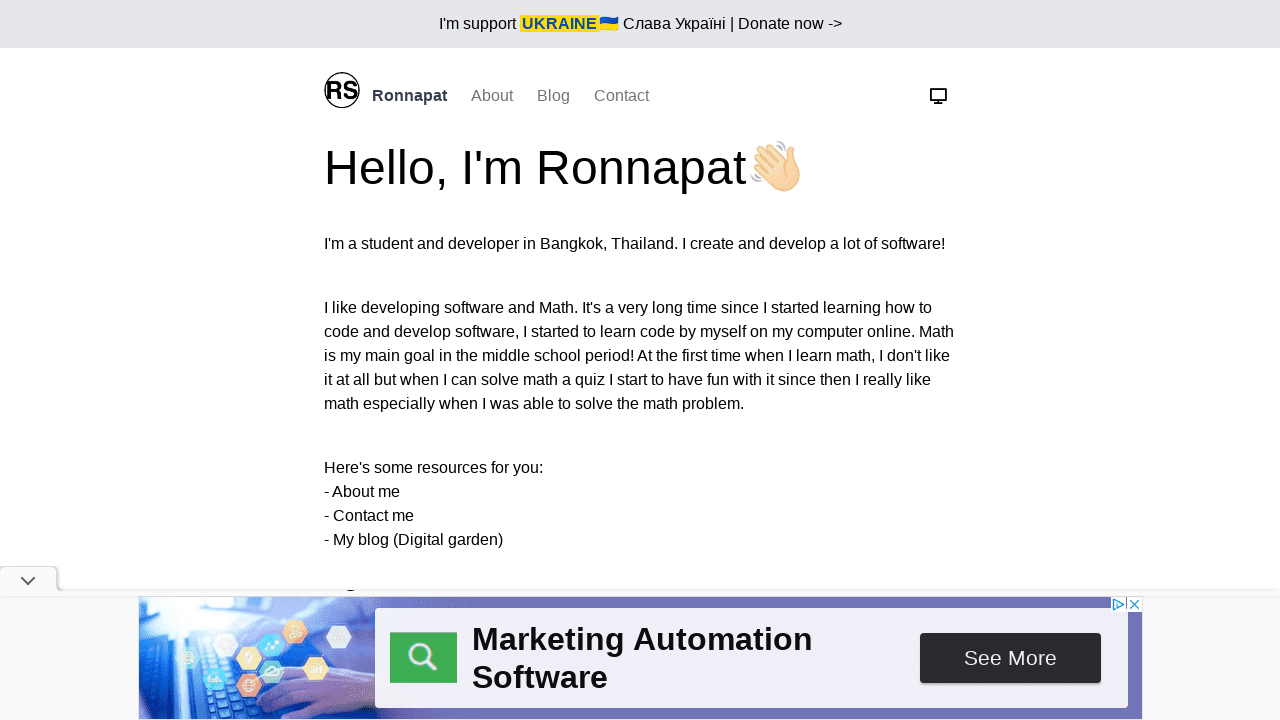 I'm support UKRAINE🇺🇦 Слава Україні | Donate now ->
RS Ronnapat About Blog Contact
Hello, I'm Ronnapat👋🏻
I'm a student and developer in Bangkok, Thailand. I create and develop a lot of software!
I like developing software and Math. It's a very long time since I started learning how to
code and develop software, I started to learn code by myself on my computer online. Math
is my main goal in the middle school period! At the first time when I learn math, I don't like
it at all but when I can solve math a quiz I start to have fun with it since then I really like
math especially when I was able to solve the math problem.
Here's some resources for you:
- About me
- Contact me
- My blog (Digital garden)
Marketing Automation
Software
See More